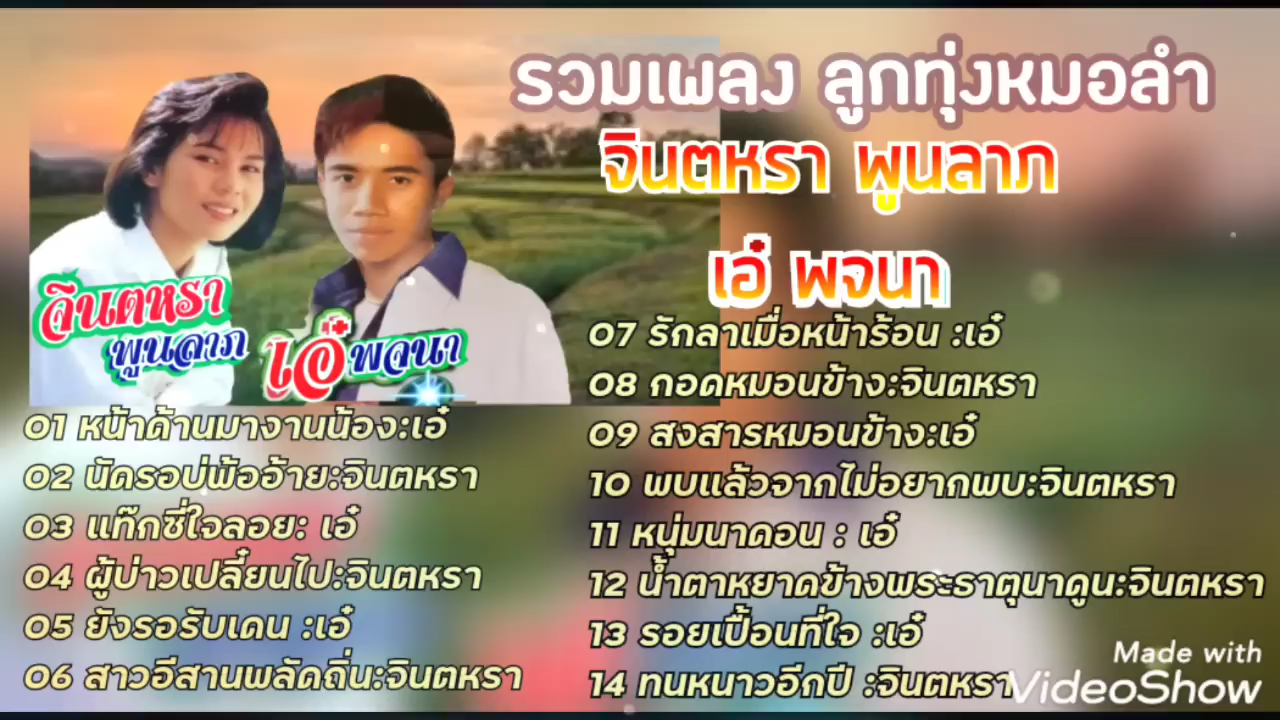 รวมเพลง ลูกทุ่งหมอลำ
จินตหรา พูนลาภ
เอ๋ พจนา
จินตหรา
พูนลาภ
เอ๋ พจนา
01 หน้าด้านมางานน้อง:เอ๋
02 นัดรอบ่พ้ออ้าย:จินตหรา
03 แท๊กซี่ใจลอย: เอ๋
04 ผู้บ่าวเปลี๋ยนไป:จินตหรา
05 ยังรอรับเดน :เอ๋
06 สาวอีสานพลัดถิ่น:จินตหรา
07 รักลาเมื่อหน้าร้อน :เอ๋
08 กอดหมอนข้าง:จินตหรา
09 สงสารหมอนข้าง:เอ๋
10 พบแล้วจากไม่อยากพบ:จินตหรา
11 หนุ่มนาดอน : เอ๋
12 น้ำตาหยาดข้างพระธาตุนาดูน:จินตหรา
13 รอยเปื้อนที่ใจ :เอ๋
14 ทนหนาวอีกปี :จินตหรา
Made with
VideoShow